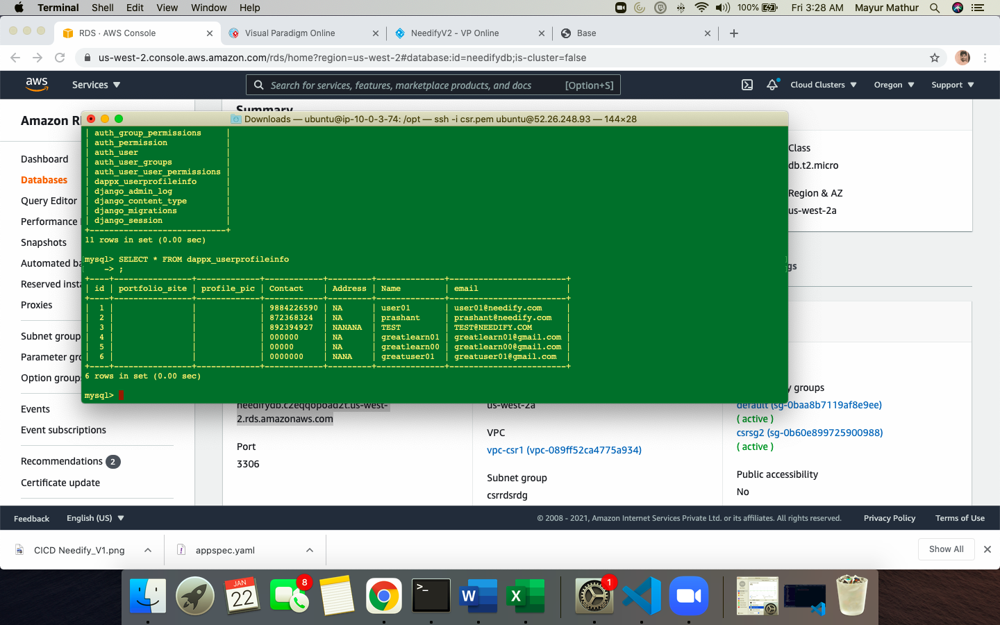 Terminal Shell Edit View Window Help 100% Fri 3:28 AM Mayur Mathur
RDS · AWS Console
Visual Paradigm Online
NeedifyV2 - VP Online
Base
us-west-2.console.aws.amazon.com/rds/home?region=us-west-2#database:id=needifydb;is-cluster=false
aws Services Search for services, features, marketplace products, and docs [Option+S] Cloud Clusters Oregon Support
Summary
Amazon R
Downloads — ubuntu@ip-10-0-3-74: /opt — ssh -i csr.pem ubuntu@52.26.248.93 — 144×28
| auth_group_permissions |
| auth_permission |
| auth_user |
| auth_user_groups |
| auth_user_user_permissions |
| dappx_userprofileinfo |
| django_admin_log |
| django_content_type |
| django_migrations |
| django_session |
+----------------------------+
11 rows in set (0.00 sec)
mysql> SELECT * FROM dappx_userprofileinfo
-> ;
+----+----------------+-------------+------------+---------+--------------+------------------------+
| id | portfolio_site | profile_pic | Contact | Address | Name | email |
+----+----------------+-------------+------------+---------+--------------+------------------------+
| 1 | | | 9884226590 | NA | user01 | user01@needify.com |
| 2 | | | 872368324 | NA | prashant | prashant@needify.com |
| 3 | | | 892394927 | NANANA | TEST | TEST@NEEDIFY.COM |
| 4 | | | 000000 | NA | greatlearn01 | greatlearn01@gmail.com |
| 5 | | | 00000 | NA | greatlearn00 | greatlearn00@gmail.com |
| 6 | | | 0000000 | NANA | greatuser01 | greatuser01@gmail.com |
+----+----------------+-------------+------------+---------+--------------+------------------------+
6 rows in set (0.00 sec)
mysql>
Dashboard
Databases
Query Editor
Performance
Snapshots
Automated ba
Reserved insta
Proxies
Subnet group
Parameter gro
Option group
Events
Event subscriptions
Recommendations 2
Certificate update
Class
db.t2.micro
Region & AZ
us-west-2a
gs
needifydb.c2eqqopoad2t.us-west-
2.rds.amazonaws.com
Port
3306
us-west-2a
VPC
vpc-csr1 (vpc-089ff52ca4775a934)
Subnet group
csrrdsrdg
y groups
default (sg-0baa8b7119af8e9ee)
( active )
csrsg2 (sg-0b60e899725900988)
( active )
Public accessibility
No
Feedback English (US) © 2008 - 2021, Amazon Internet Services Private Ltd. or its affiliates. All rights reserved. Privacy Policy Terms of Use
CICD Needify_V1.png
appspec.yaml
Show All
JAN
22
8
>_
W
X
1